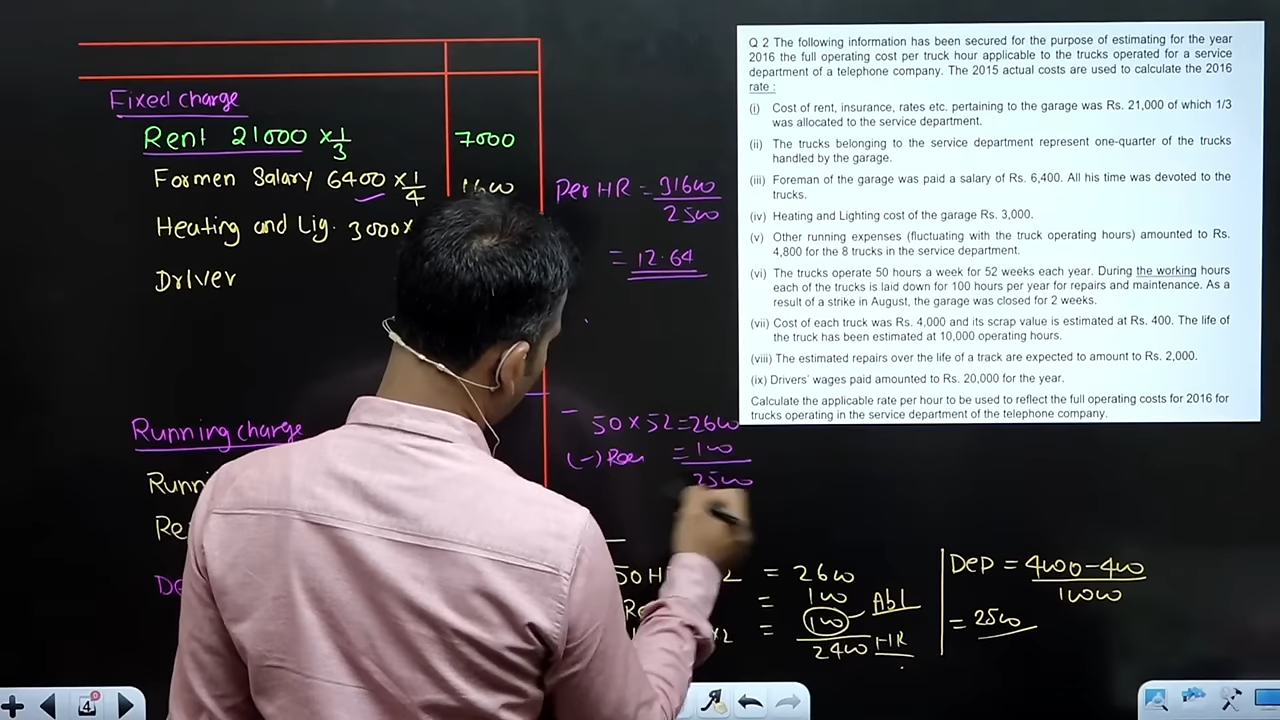 Fixed charge
Rent 21000 × 1/3 7000
Formen Salary 6400 × 1/4 1600
Heating and Lig. 3000×
Driver
Per HR = 31600/2500
= 12.64
Running charge
50 × 52 = 2600
(-) = 100
2500
= 2600
= 100
= 100 Abl
2400 HR
Dep = 4000-400
= 2500
Q 2 The following information has been secured for the purpose of estimating for the year
2016 the full operating cost per truck hour applicable to the trucks operated for a service
department of a telephone company. The 2015 actual costs are used to calculate the 2016
rate :
(i) Cost of rent, insurance, rates etc. pertaining to the garage was Rs. 21,000 of which 1/3
was allocated to the service department.
(ii) The trucks belonging to the service department represent one-quarter of the trucks
handled by the garage.
(iii) Foreman of the garage was paid a salary of Rs. 6,400. All his time was devoted to the
trucks.
(iv) Heating and Lighting cost of the garage Rs. 3,000.
(v) Other running expenses (fluctuating with the truck operating hours) amounted to Rs.
4,800 for the 8 trucks in the service department.
(vi) The trucks operate 50 hours a week for 52 weeks each year. During the working hours
each of the trucks is laid down for 100 hours per year for repairs and maintenance. As a
result of a strike in August, the garage was closed for 2 weeks.
(vii) Cost of each truck was Rs. 4,000 and its scrap value is estimated at Rs. 400. The life of
the truck has been estimated at 10,000 operating hours.
(viii) The estimated repairs over the life of a track are expected to amount to Rs. 2,000.
(ix) Drivers' wages paid amounted to Rs. 20,000 for the year.
Calculate the applicable rate per hour to be used to reflect the full operating costs for 2016 for
trucks operating in the service department of the telephone company.
4